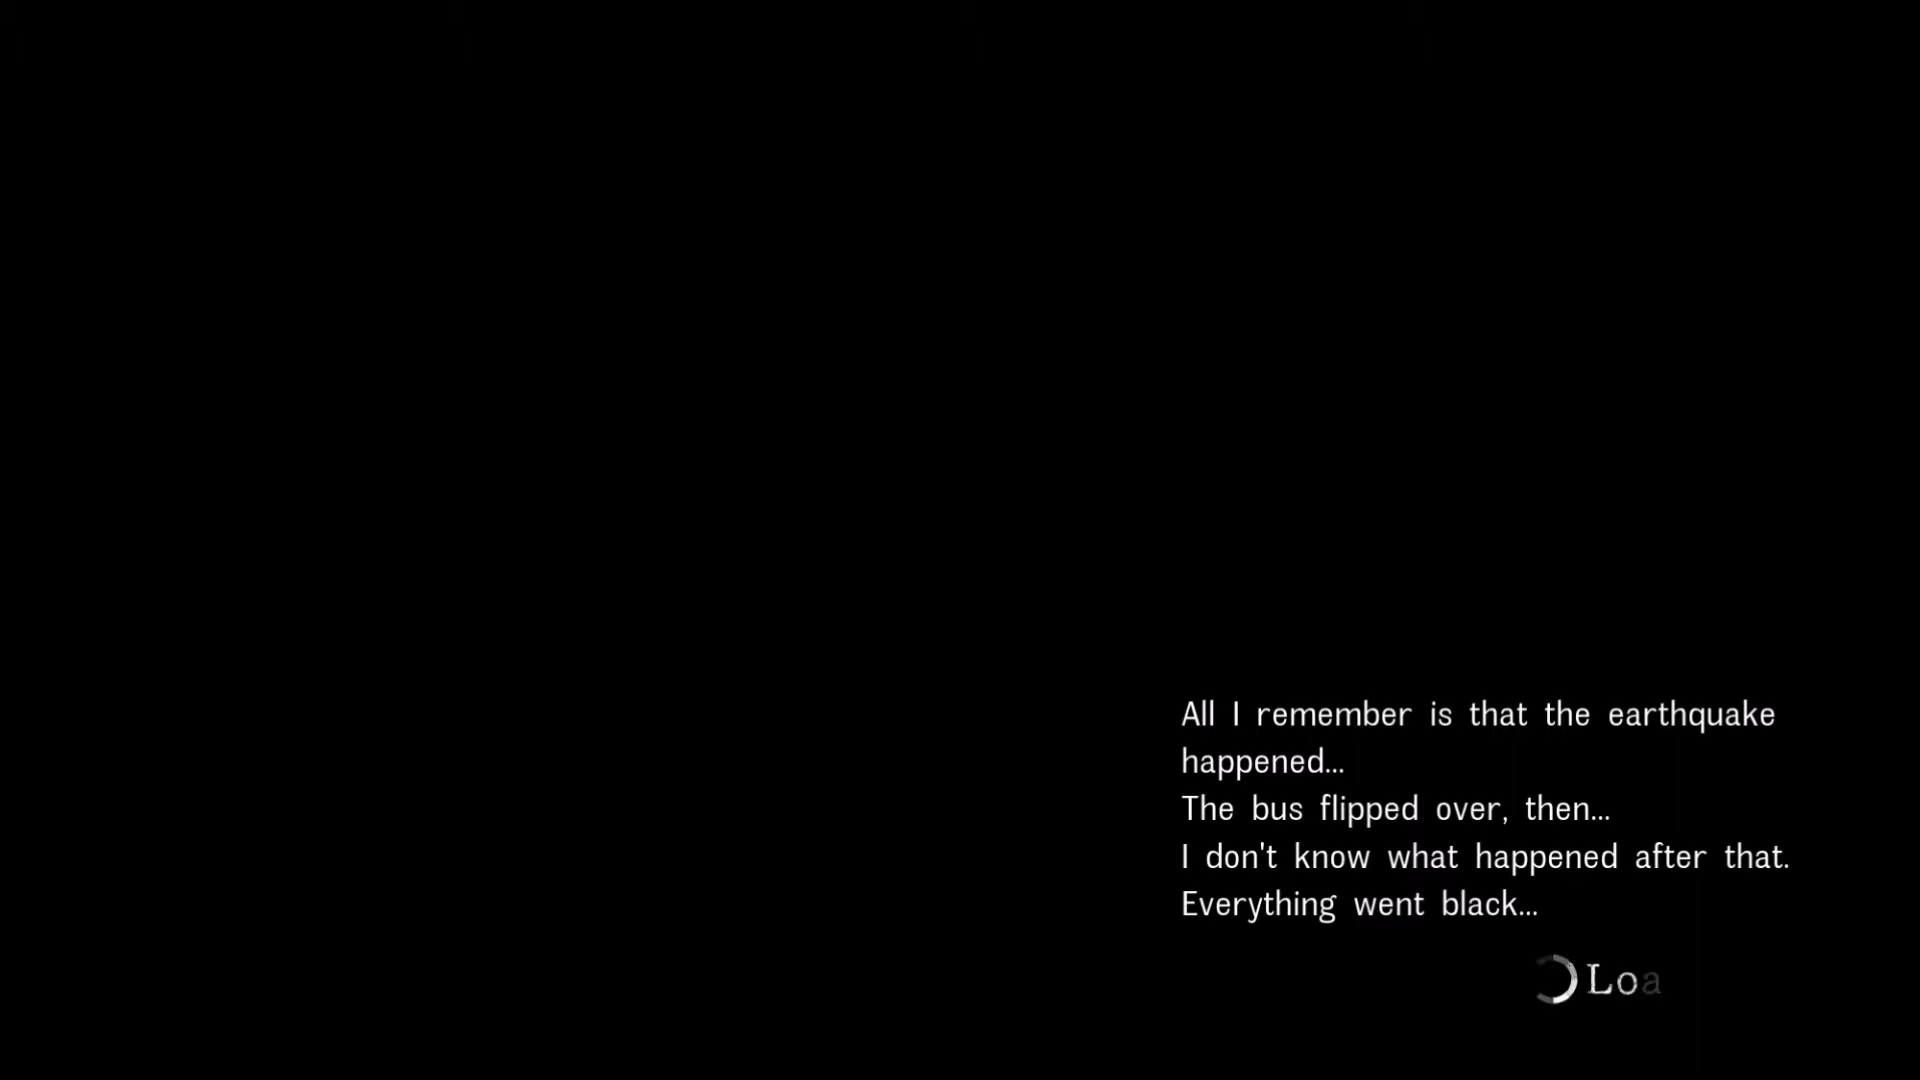 All I remember is that the earthquake
happened...
The bus flipped over, then...
I don't know what happened after that.
Everything went black...
Loa